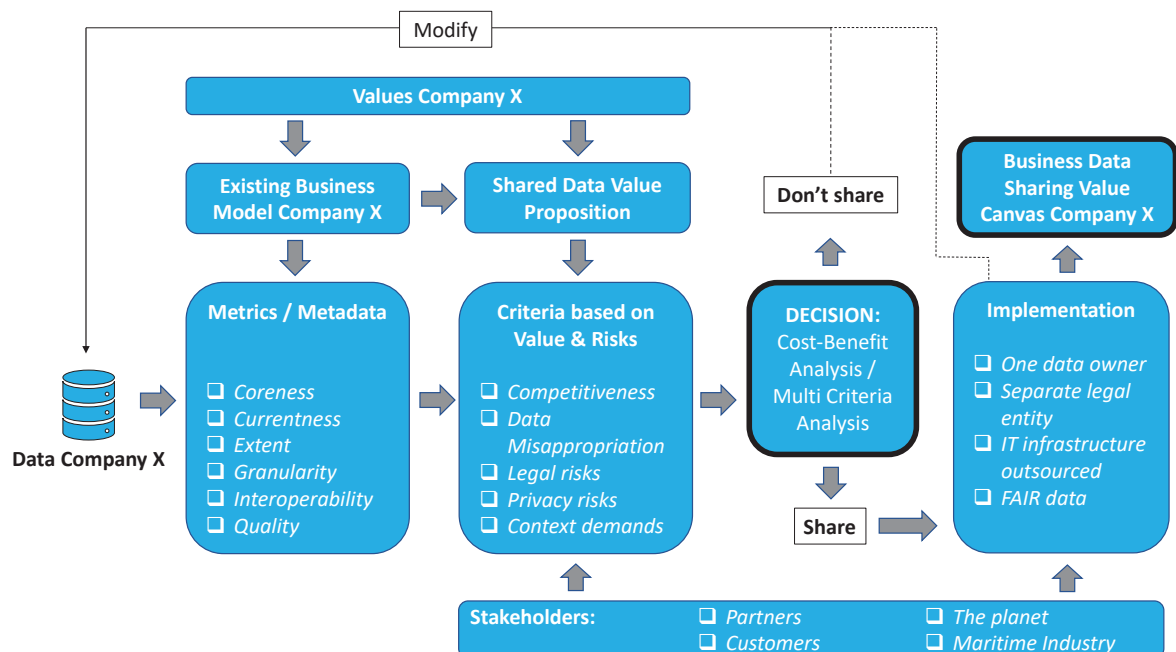 Modify
Values Company X
Existing Business
Model Company X
Shared Data Value
Proposition
Don't share
Business Data
Sharing Value
Canvas Company X
Data Company X
Metrics / Metadata
❑ Coreness
❑ Currentness
❑ Extent
❑ Granularity
❑ Interoperability
❑ Quality
Criteria based on
Value & Risks
❑ Competitiveness
❑ Data
Misappropriation
❑ Legal risks
❑ Privacy risks
❑ Context demands
DECISION:
Cost-Benefit
Analysis /
Multi Criteria
Analysis
Share
Implementation
❑ One data owner
❑ Separate legal
entity
❑ IT infrastructure
outsourced
❑ FAIR data
Stakeholders:
❑ Partners
❑ Customers
❑ The planet
❑ Maritime Industry